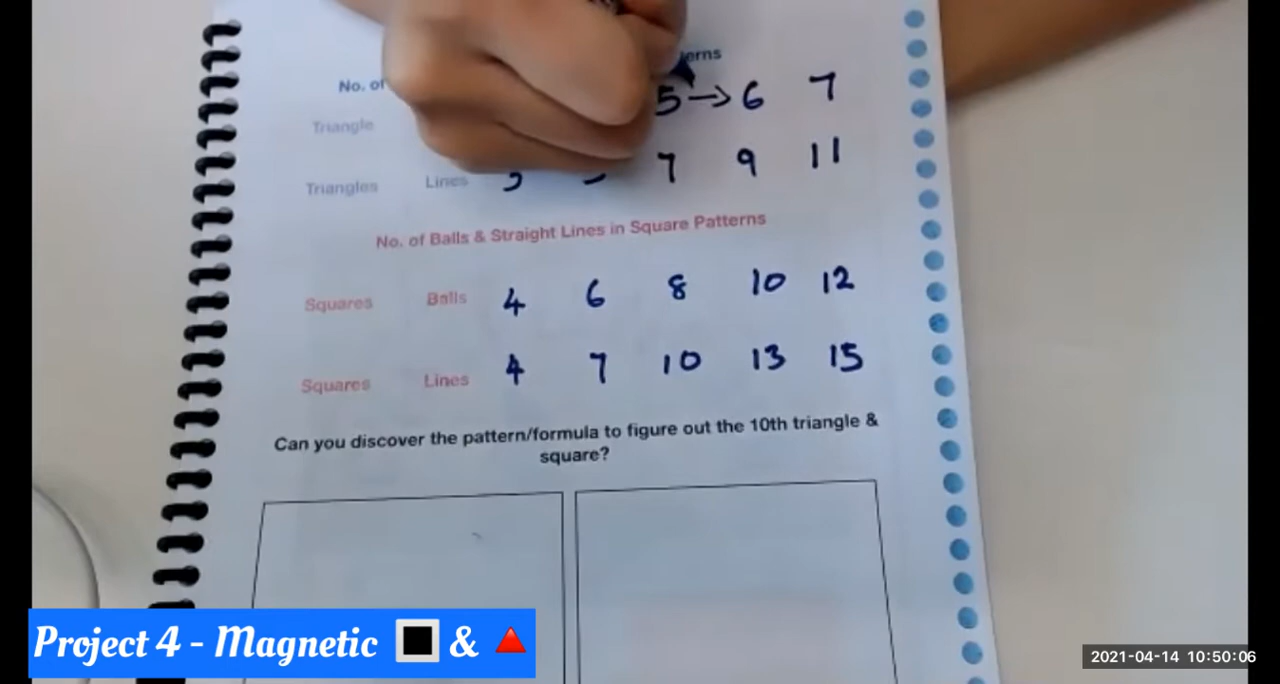 No. of
5 → 6 7
Triangle
Triangles Lines 7 9 11
No. of Balls & Straight Lines in Square Patterns
Squares Balls 4 6 8 10 12
Squares Lines 4 7 10 13 15
Can you discover the pattern/formula to figure out the 10th triangle &
square?
Project 4 - Magnetic &
2021-04-14 10:50:06